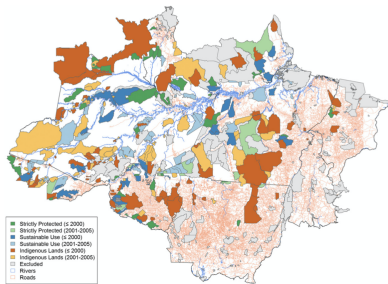 Strictly Protected (≤ 2000)
Strictly Protected (2001-2005)
Sustainable Use (≤ 2000)
Sustainable Use (2001-2005)
Indigenous Lands (≤ 2000)
Indigenous Lands (2001-2005)
Excluded
Rivers
Roads